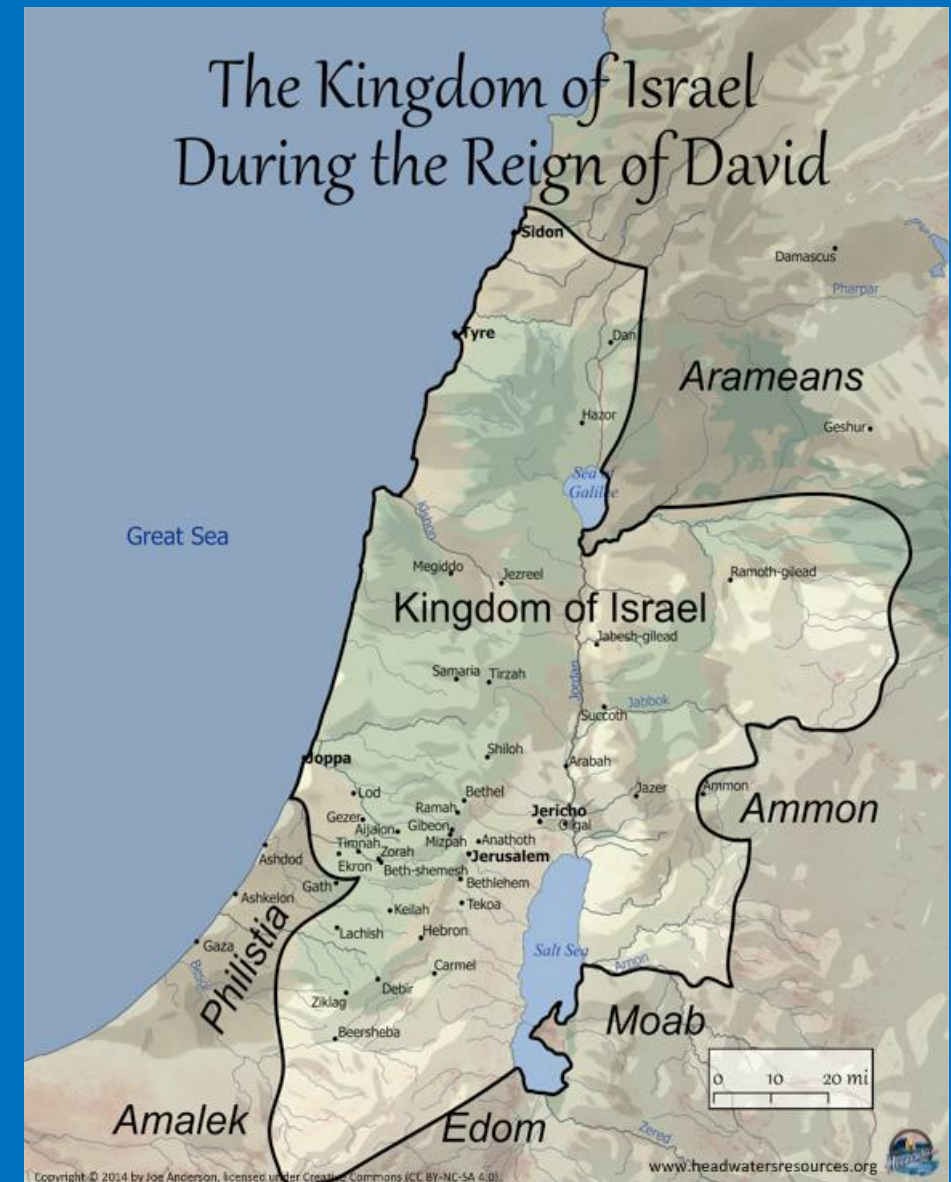 The Kingdom of Israel
During the Reign of David
Sidon
Damascus
Pharpar
Tyre
Dan
Arameans
Hazor
Geshur
Sea of
Galilee
Kishon
Great Sea
Megiddo
Jezreel
Ramoth-gilead
Kingdom of Israel
Jabesh-gilead
Samaria
Tirzah
Jordan
Jabbok
Succoth
Shiloh
Joppa
Arabah
Lod
Bethel
Jazer
Ammon
Ramah
Jericho
Ammon
Gezer
Aijalon
Gibeon
gal
Timnah
Mizpah
Anathoth
Zorah
Jerusalem
Ashdod
Ekron
Beth-shemesh
Gath
Bethlehem
Ashkelon
Keilah
Tekoa
Philistia
Lachish
Hebron
Gaza
Salt Sea
Besor
Carmel
Arnon
Debir
Ziklag
Moab
Beersheba
0 10 20 mi
Amalek
Edom
Zered
www.headwatersresources.org
Copyright © 2014 by Joe Anderson, licensed under Creative Commons (CC BY-NC-SA 4.0).